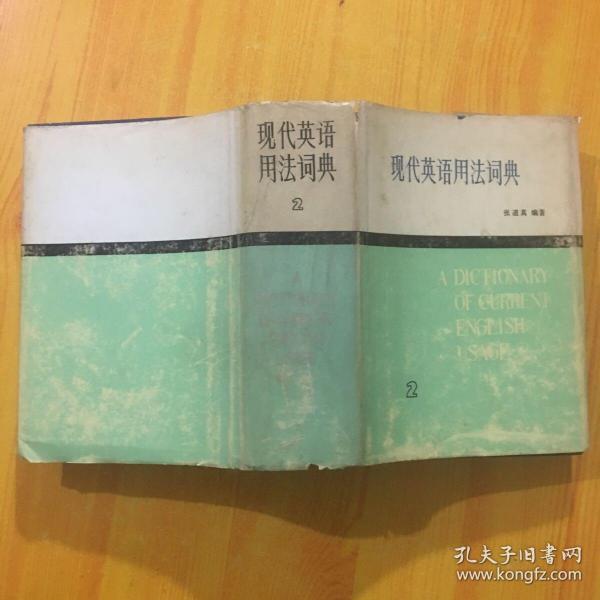 现代英语
用法词典
2
A
现代英语用法词典
张道真 编著
A DICTIONARY
OF CURRENT
ENGLISH
USAGE
2
孔夫子旧书网
www.kongfz.com